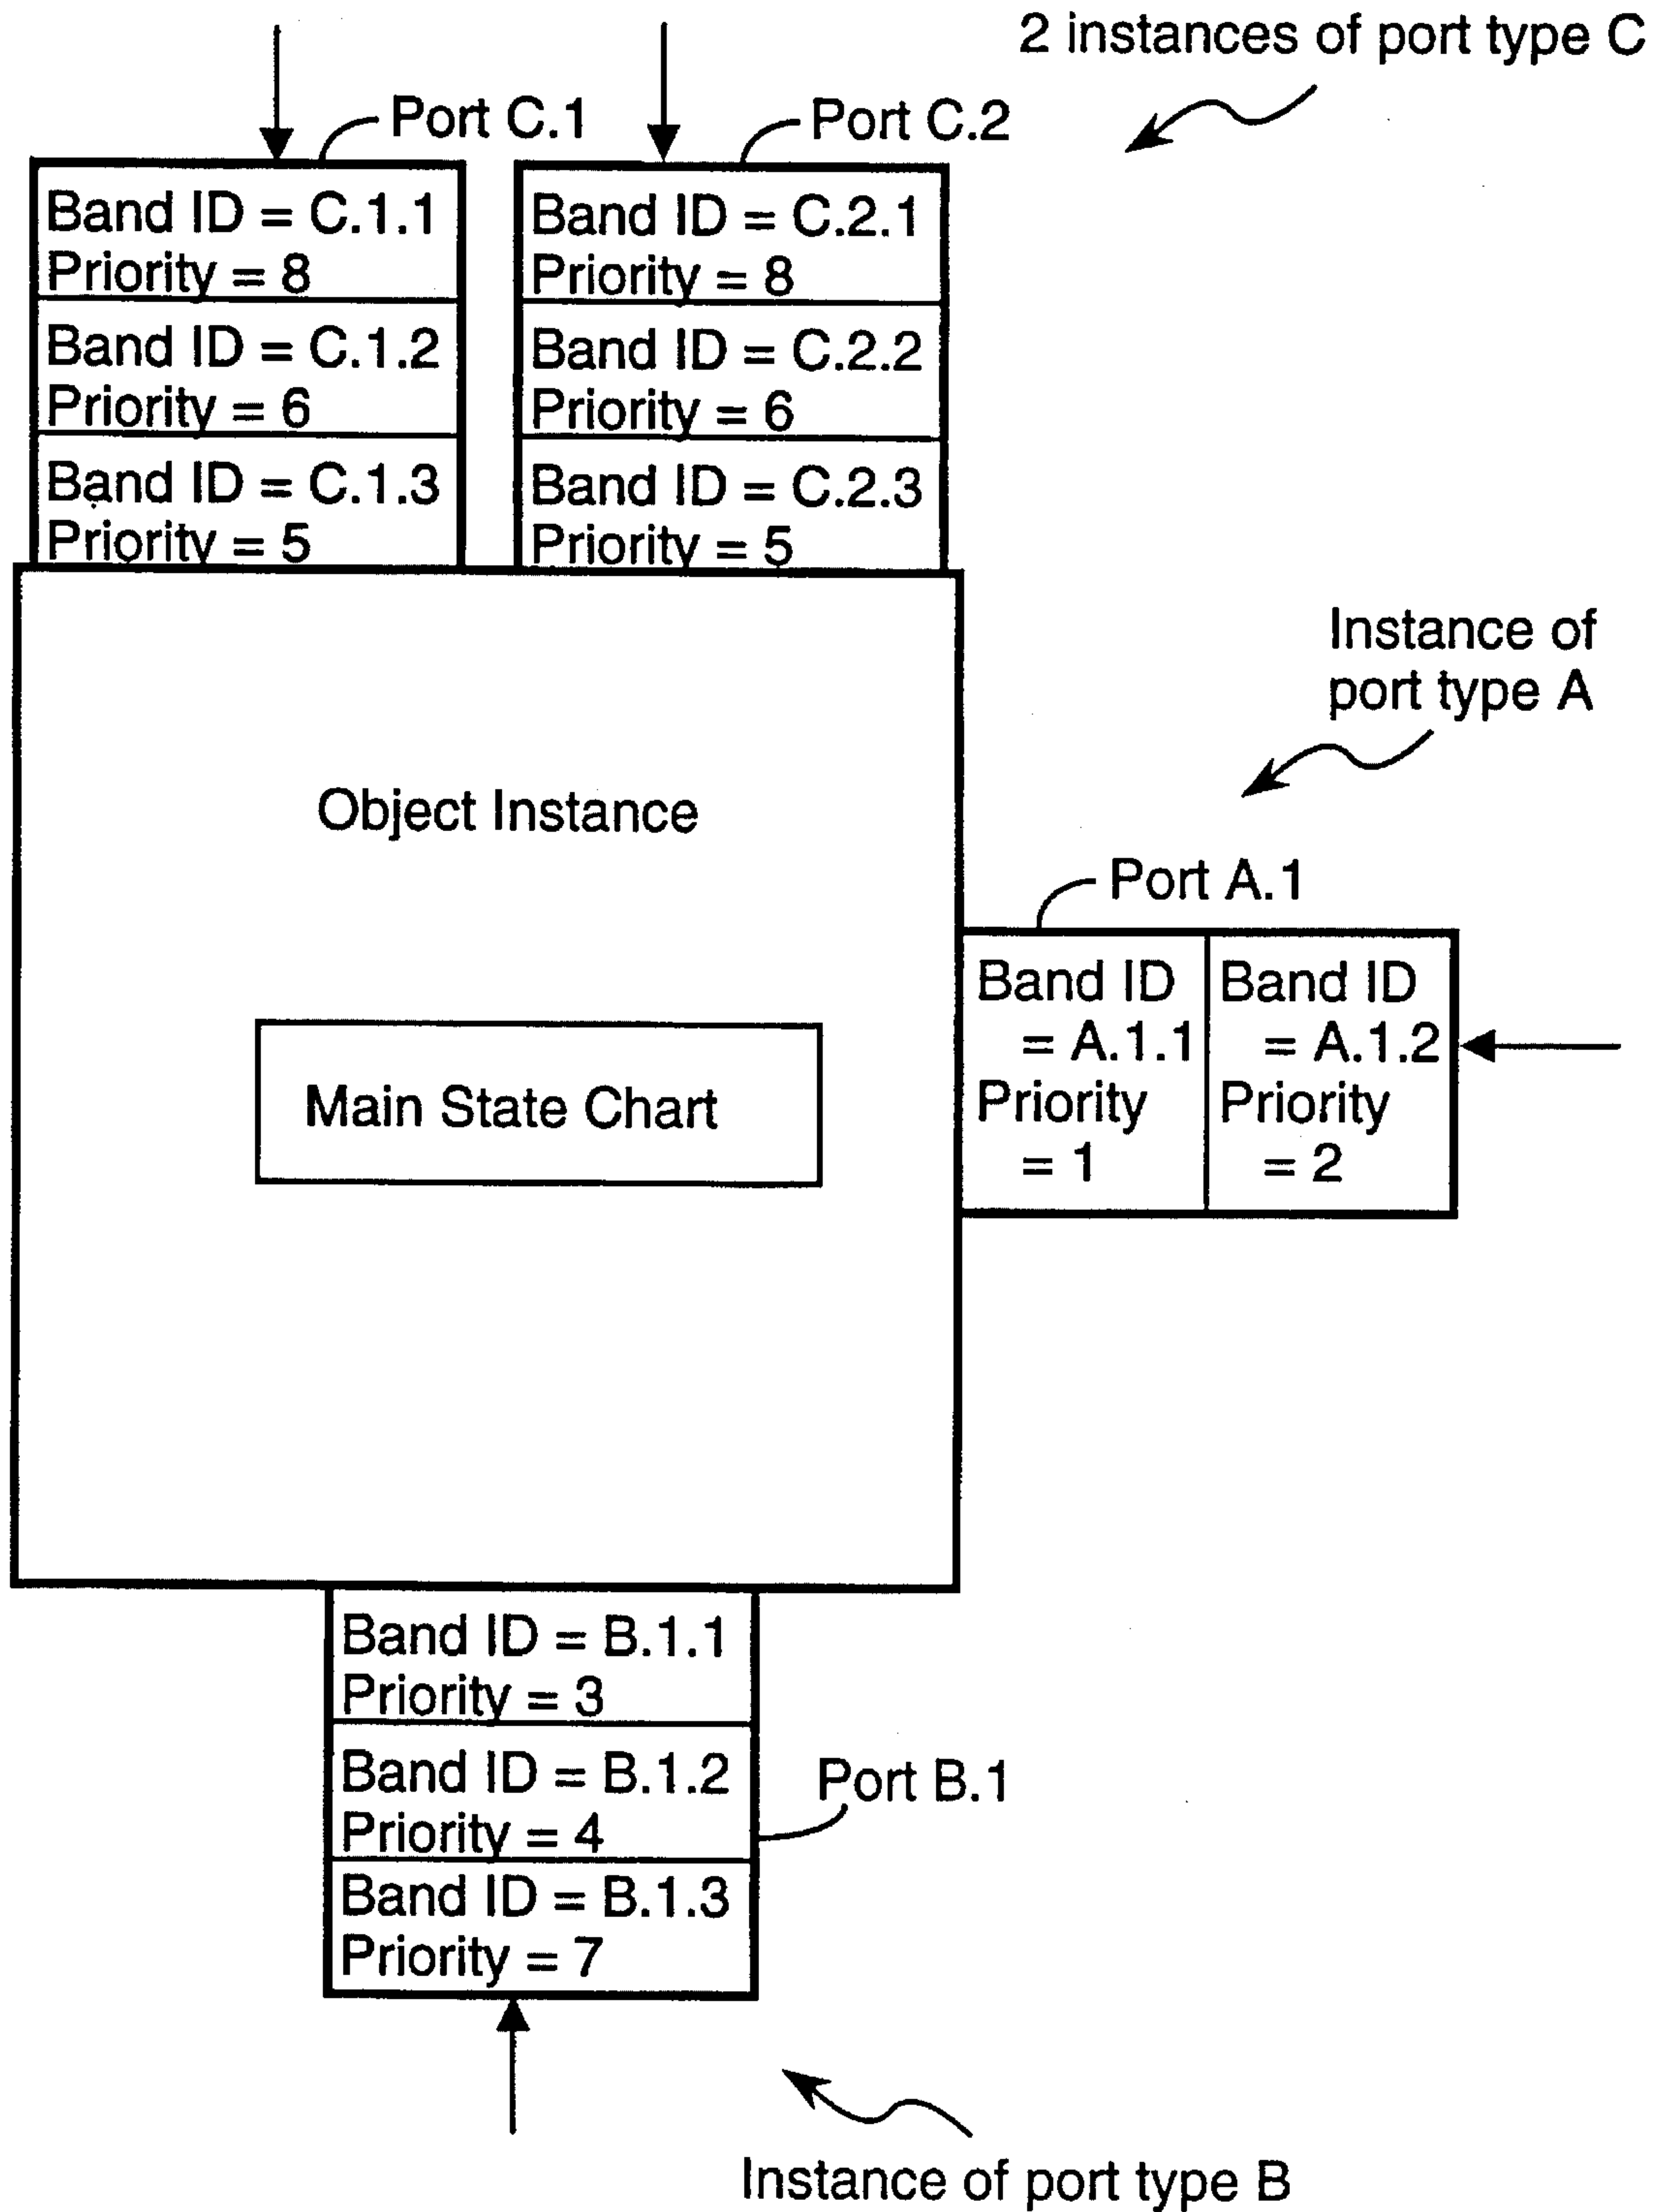 2 instances of port type C
Port C.1
Port C.2
Band ID = C.1.1
Priority = 8
Band ID = C.1.2
Priority = 6
Band ID = C.1.3
Priority = 5
Band ID = C.2.1
Priority = 8
Band ID = C.2.2
Priority = 6
Band ID = C.2.3
Priority = 5
Instance of
port type A
Object Instance
Port A.1
Band ID
= A.1.1
Priority
= 1
Band ID
= A.1.2
Priority
= 2
Main State Chart
Band ID = B.1.1
Priority = 3
Band ID = B.1.2
Priority = 4
Band ID = B.1.3
Priority = 7
Port B.1
Instance of port type B